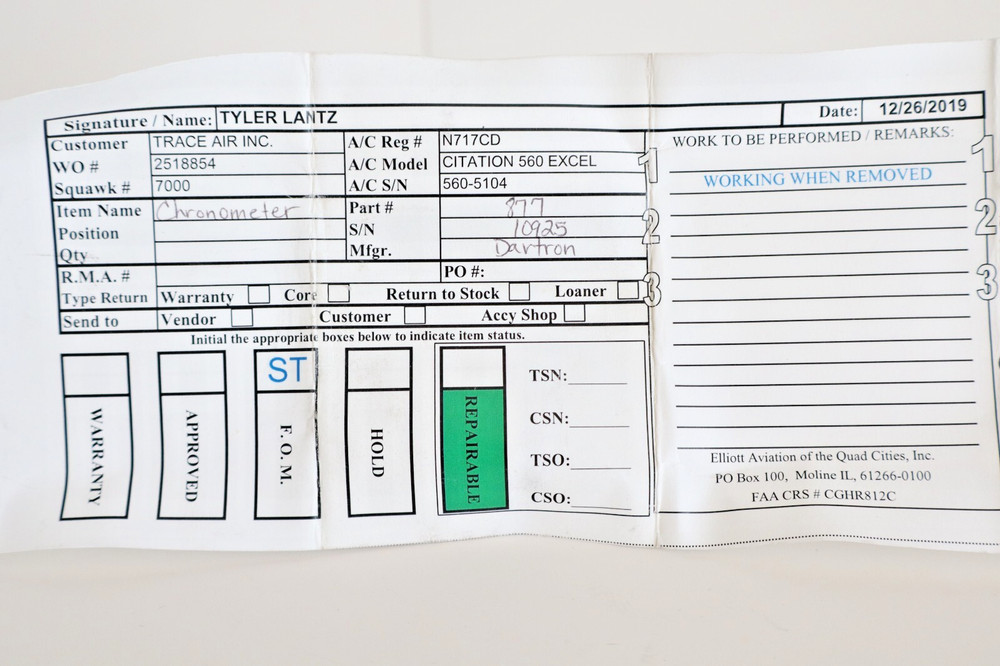 Signature / Name: TYLER LANTZ Date: 12/26/2019
Customer TRACE AIR INC. A/C Reg # N717CD
WO # 2518854 A/C Model CITATION 560 EXCEL
Squawk # 7000 A/C S/N 560-5104
Item Name Chronometer Part # 877
Position S/N 10925
Qty Mfgr. Dartron
R.M.A. # PO #:
Type Return Warranty Core Return to Stock Loaner
Send to Vendor Customer Accy Shop
Initial the appropriate boxes below to indicate item status.
WARRANTY
APPROVED
ST
F.O.M.
HOLD
REPAIRABLE
TSN:
CSN:
TSO:
CSO:
WORK TO BE PERFORMED / REMARKS:
WORKING WHEN REMOVED
1 1
2 2
3 3
Elliott Aviation of the Quad Cities, Inc.
PO Box 100, Moline IL, 61266-0100
FAA CRS # CGHR812C